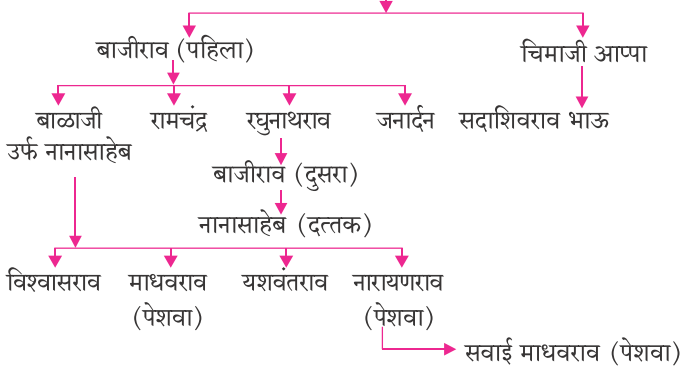 बाजीराव (पहिला) चिमाजी आप्पा
बाळाजी रामचंद्र रघुनाथराव जनार्दन सदाशिवराव भाऊ
उर्फ नानासाहेब
बाजीराव (दुसरा)
नानासाहेब (दत्तक)
विश्वासराव माधवराव यशवंतराव नारायणराव
(पेशवा) (पेशवा)
सवाई माधवराव (पेशवा)